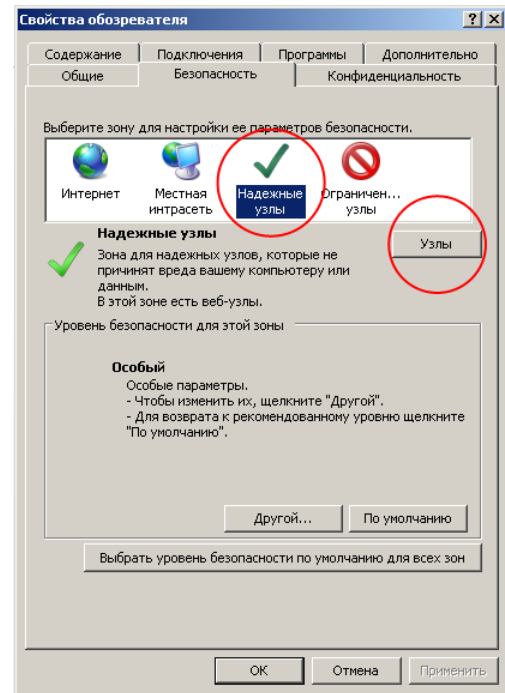 Свойства обозревателя
Содержание Подключения Программы Дополнительно
Общие Безопасность Конфиденциальность
Выберите зону для настройки ее параметров безопасности.
Интернет Местная интрасеть Надежные узлы Ограничен... узлы
Надежные узлы
Узлы
Зона для надежных узлов, которые не
причинят вреда вашему компьютеру или
данным.
В этой зоне есть веб-узлы.
Уровень безопасности для этой зоны
Особый
Особые параметры.
- Чтобы изменить их, щелкните "Другой".
- Для возврата к рекомендованному уровню щелкните
"По умолчанию".
Другой... По умолчанию
Выбрать уровень безопасности по умолчанию для всех зон
ОК Отмена Применить